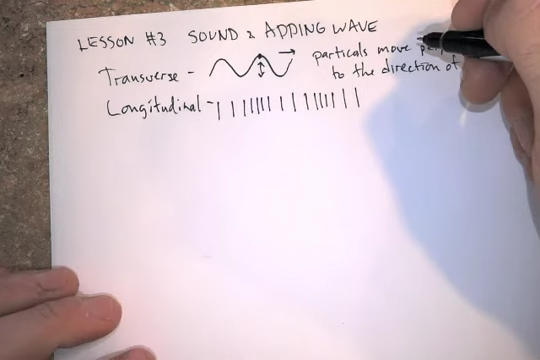 LESSON #3 SOUND & ADDING WAVE
Transverse - particals move
to the direction of
Longitudinal -